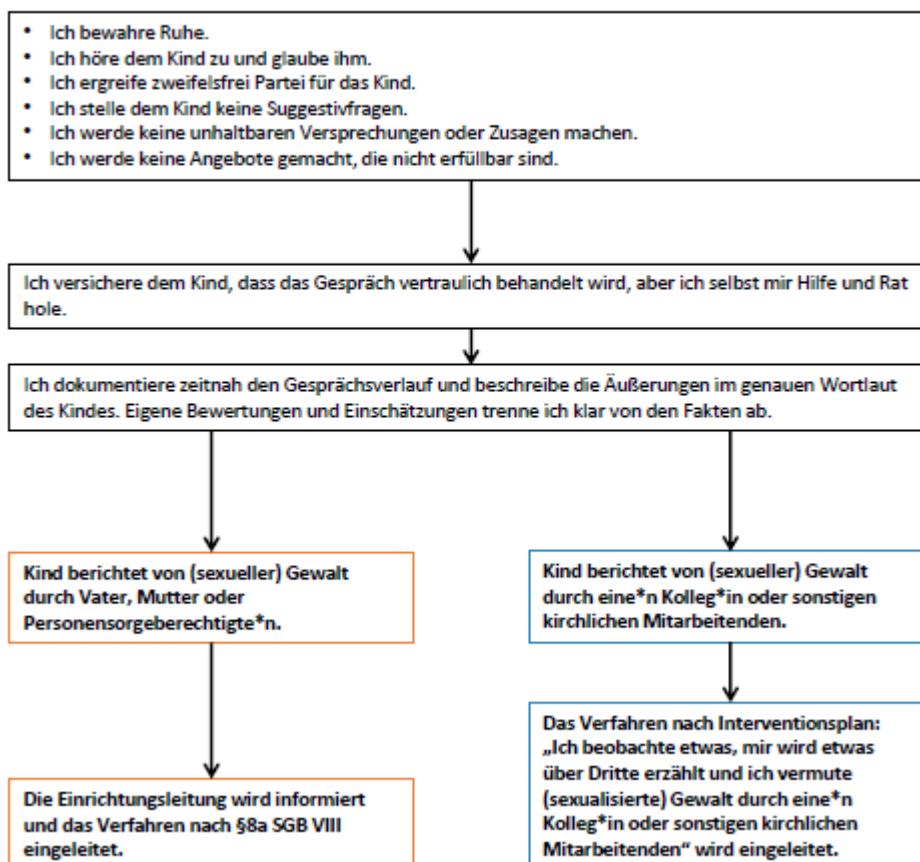 • Ich bewahre Ruhe.
• Ich höre dem Kind zu und glaube ihm.
• Ich ergreife zweifelsfrei Partei für das Kind.
• Ich stelle dem Kind keine Suggestivfragen.
• Ich werde keine unhaltbaren Versprechungen oder Zusagen machen.
• Ich werde keine Angebote gemacht, die nicht erfüllbar sind.
Ich versichere dem Kind, dass das Gespräch vertraulich behandelt wird, aber ich selbst mir Hilfe und Rat
hole.
Ich dokumentiere zeitnah den Gesprächsverlauf und beschreibe die Äußerungen im genauen Wortlaut
des Kindes. Eigene Bewertungen und Einschätzungen trenne ich klar von den Fakten ab.
Kind berichtet von (sexueller) Gewalt
durch Vater, Mutter oder
Personensorgeberechtigte*n.
Die Einrichtungsleitung wird informiert
und das Verfahren nach §8a SGB VIII
eingeleitet.
Kind berichtet von (sexueller) Gewalt
durch eine*n Kolleg*in oder sonstigen
kirchlichen Mitarbeitenden.
Das Verfahren nach Interventionsplan:
„Ich beobachte etwas, mir wird etwas
über Dritte erzählt und ich vermute
(sexualisierte) Gewalt durch eine*n
Kolleg*in oder sonstigen kirchlichen
Mitarbeitenden“ wird eingeleitet.